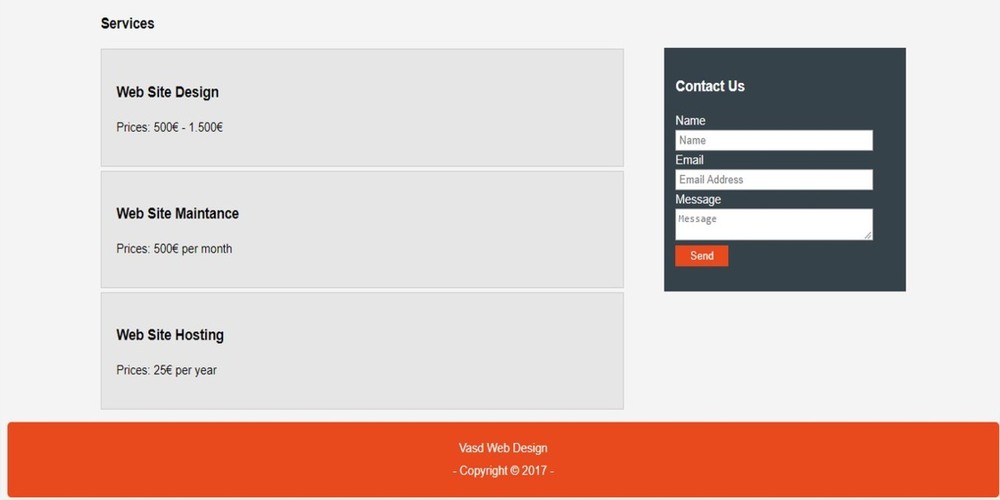 Services
Web Site Design
Prices: 500€ - 1.500€
Web Site Maintance
Prices: 500€ per month
Web Site Hosting
Prices: 25€ per year
Contact Us
Name
Name
Email
Email Address
Message
Message
Send
Vasd Web Design
- Copyright © 2017 -